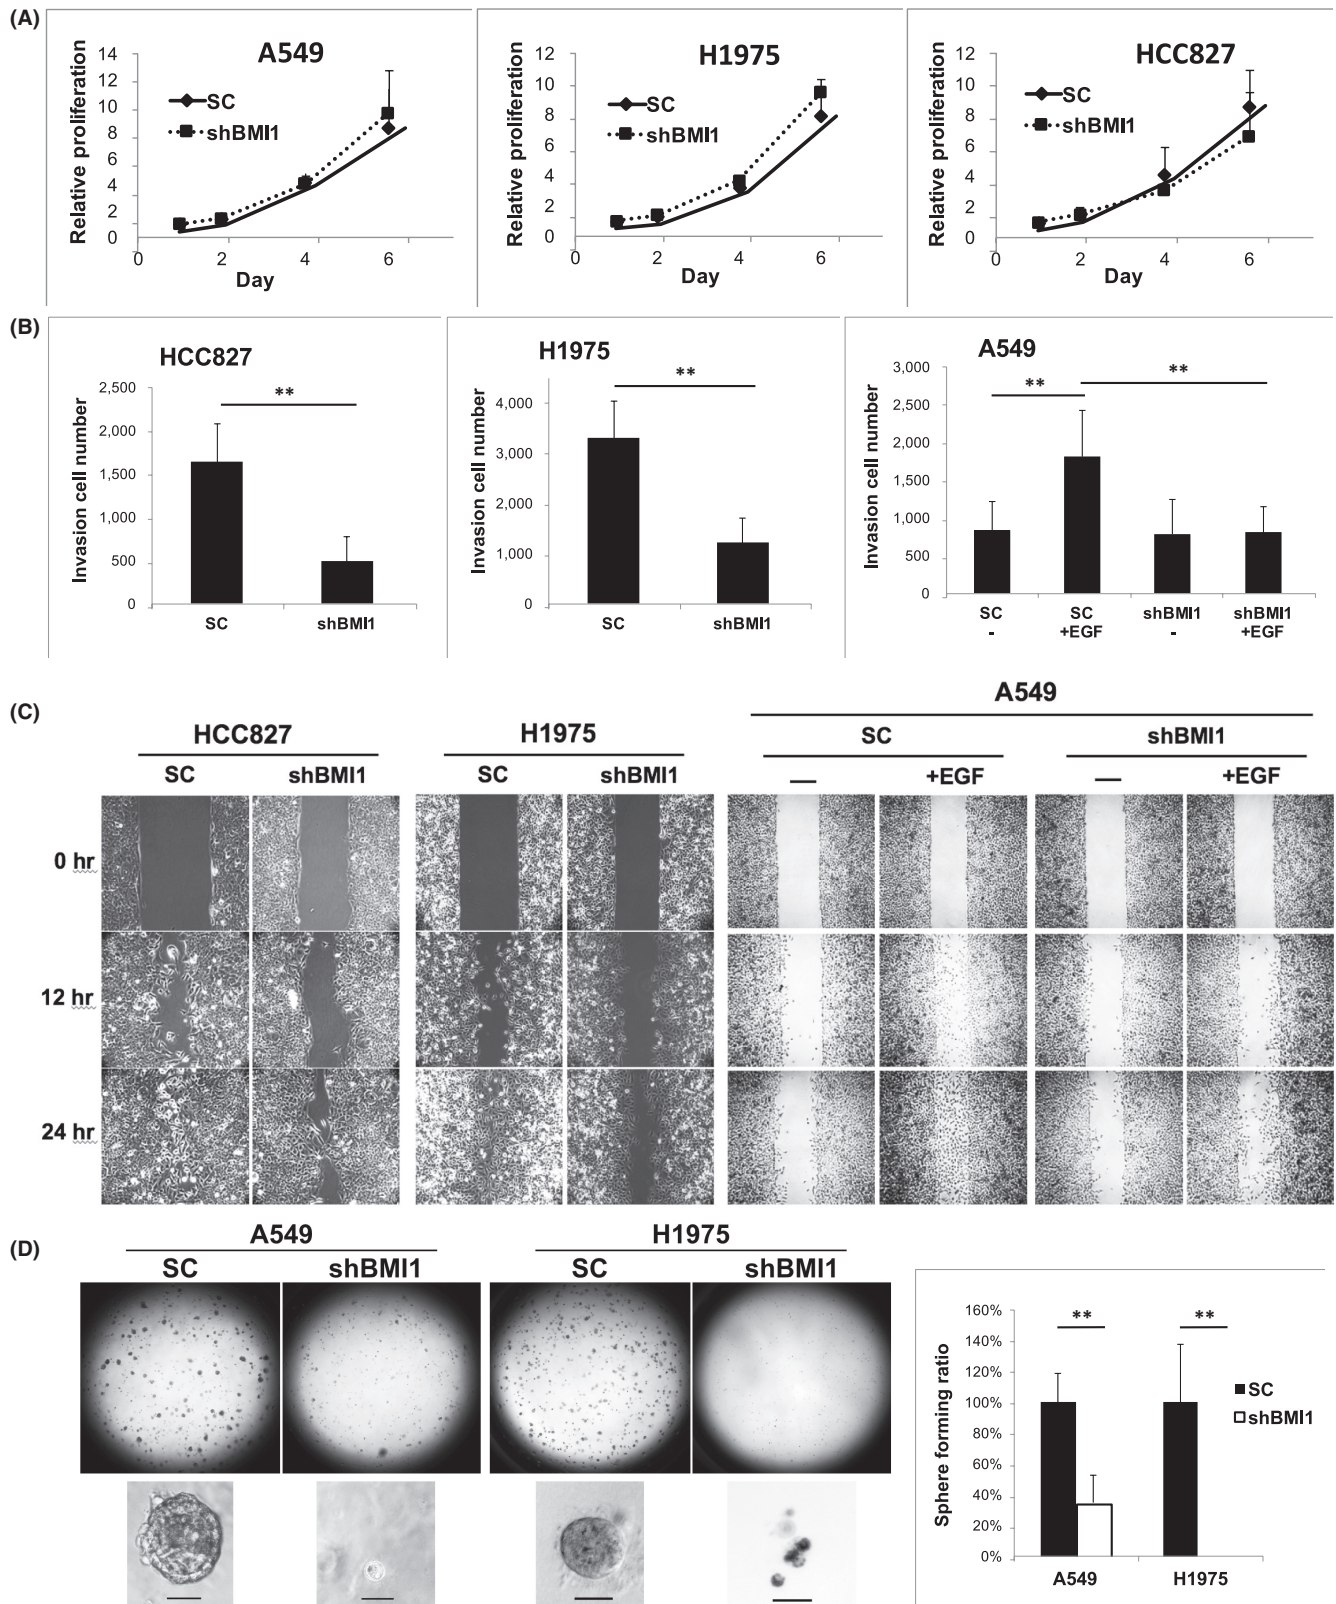 (A)
A549
Relative proliferation
14
12
10
8
6
4
2
0
SC
shBMI1
0 2 4 6
Day
H1975
Relative proliferation
12
10
8
6
4
2
0
SC
shBMI1
0 2 4 6
Day
HCC827
Relative proliferation
12
10
8
6
4
2
0
SC
shBMI1
0 2 4 6
Day
(B)
HCC827
Invasion cell number
2,500
2,000
1,500
1,000
500
0
**
SC shBMI1
H1975
Invasion cell number
4,000
3,000
2,000
1,000
0
**
SC shBMI1
A549
Invasion cell number
3,000
2,500
2,000
1,500
1,000
500
0
** **
SC SC shBMI1 shBMI1
- +EGF - +EGF
(C)
A549
HCC827 H1975 SC shBMI1
SC shBMI1 SC shBMI1 — +EGF — +EGF
0 hr
12 hr
24 hr
(D)
A549 H1975
SC shBMI1 SC shBMI1
Sphere forming ratio
160%
140%
120%
100%
80%
60%
40%
20%
0%
** **
SC
shBMI1
A549 H1975